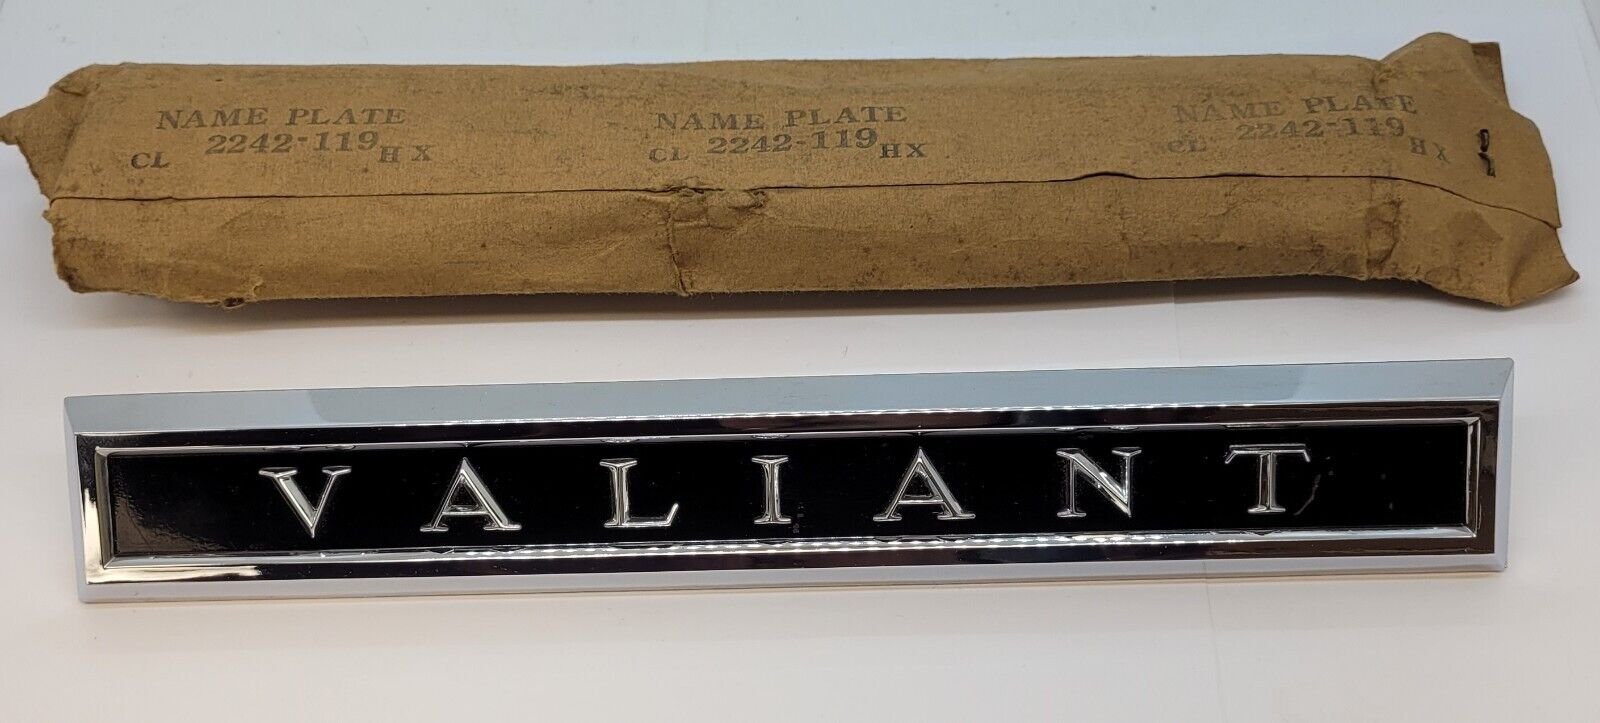 NAME PLATE
2242-119
CL HX
NAME PLATE
2242-119
CL HX
NAME PLATE
2242-119
CL HX
VALIANT